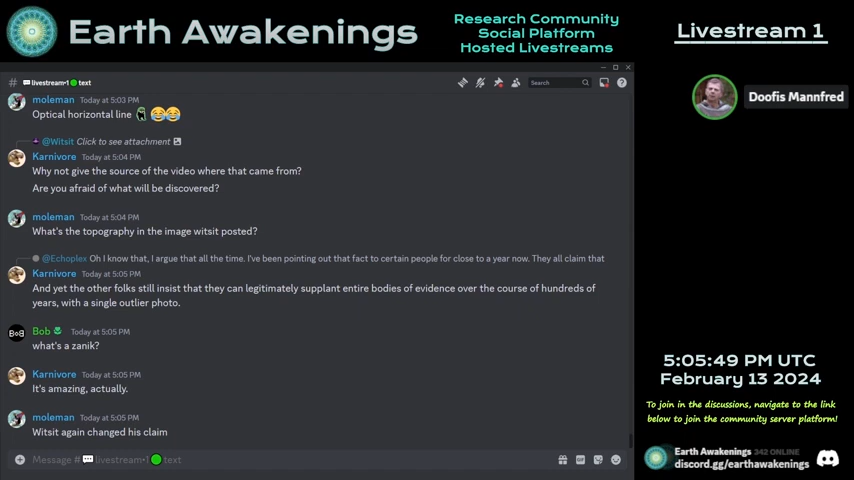 Earth Awakenings
Research Community
Social Platform
Hosted Livestreams
Livestream 1
# livestream•1 text
Search
moleman Today at 5:03 PM
Optical horizontal line
@Witsit Click to see attachment
Karnivore Today at 5:04 PM
Why not give the source of the video where that came from?
Are you afraid of what will be discovered?
moleman Today at 5:04 PM
What's the topography in the image witsit posted?
@Echoplex Oh I know that, I argue that all the time. I've been pointing out that fact to certain people for close to a year now. They all claim that
Karnivore Today at 5:05 PM
And yet the other folks still insist that they can legitimately supplant entire bodies of evidence over the course of hundreds of
years, with a single outlier photo.
BoB
Bob Today at 5:05 PM
what's a zanik?
Karnivore Today at 5:05 PM
It's amazing, actually.
moleman Today at 5:05 PM
Witsit again changed his claim
Message # livestream•1 text
GIF
Doofis Mannfred
5:05:49 PM UTC
February 13 2024
To join in the discussions, navigate to the link
below to join the community server platform!
Earth Awakenings 342 ONLINE
discord.gg/earthawakenings